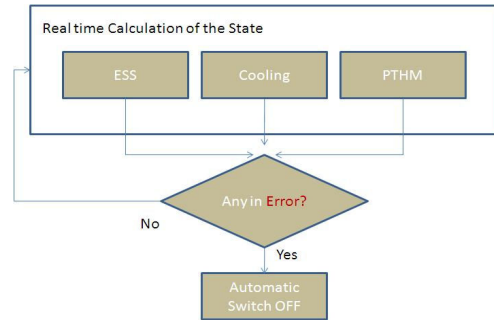 Real time Calculation of the State
ESS
Cooling
PTHM
Any in Error?
No
Yes
Automatic
Switch OFF